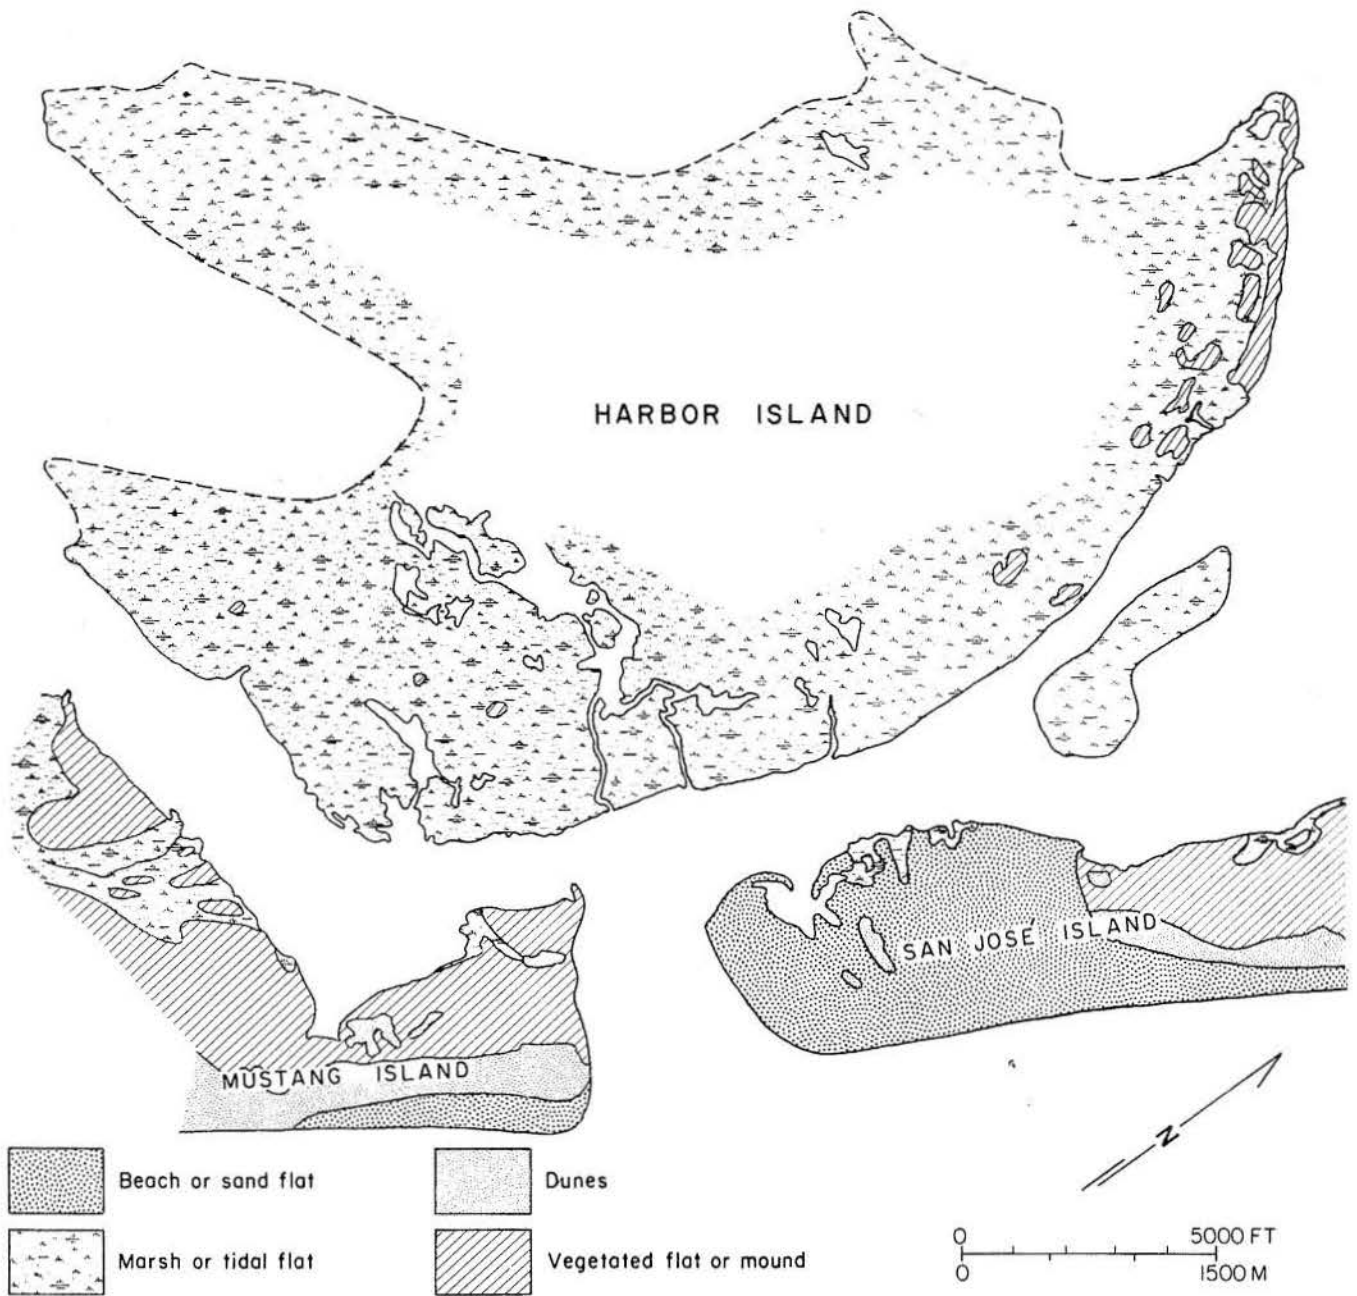 HARBOR ISLAND
SAN JOSÉ ISLAND
MUSTANG ISLAND
N
Beach or sand flat
Dunes
Marsh or tidal flat
Vegetated flat or mound
0 5000 FT
0 1500 M